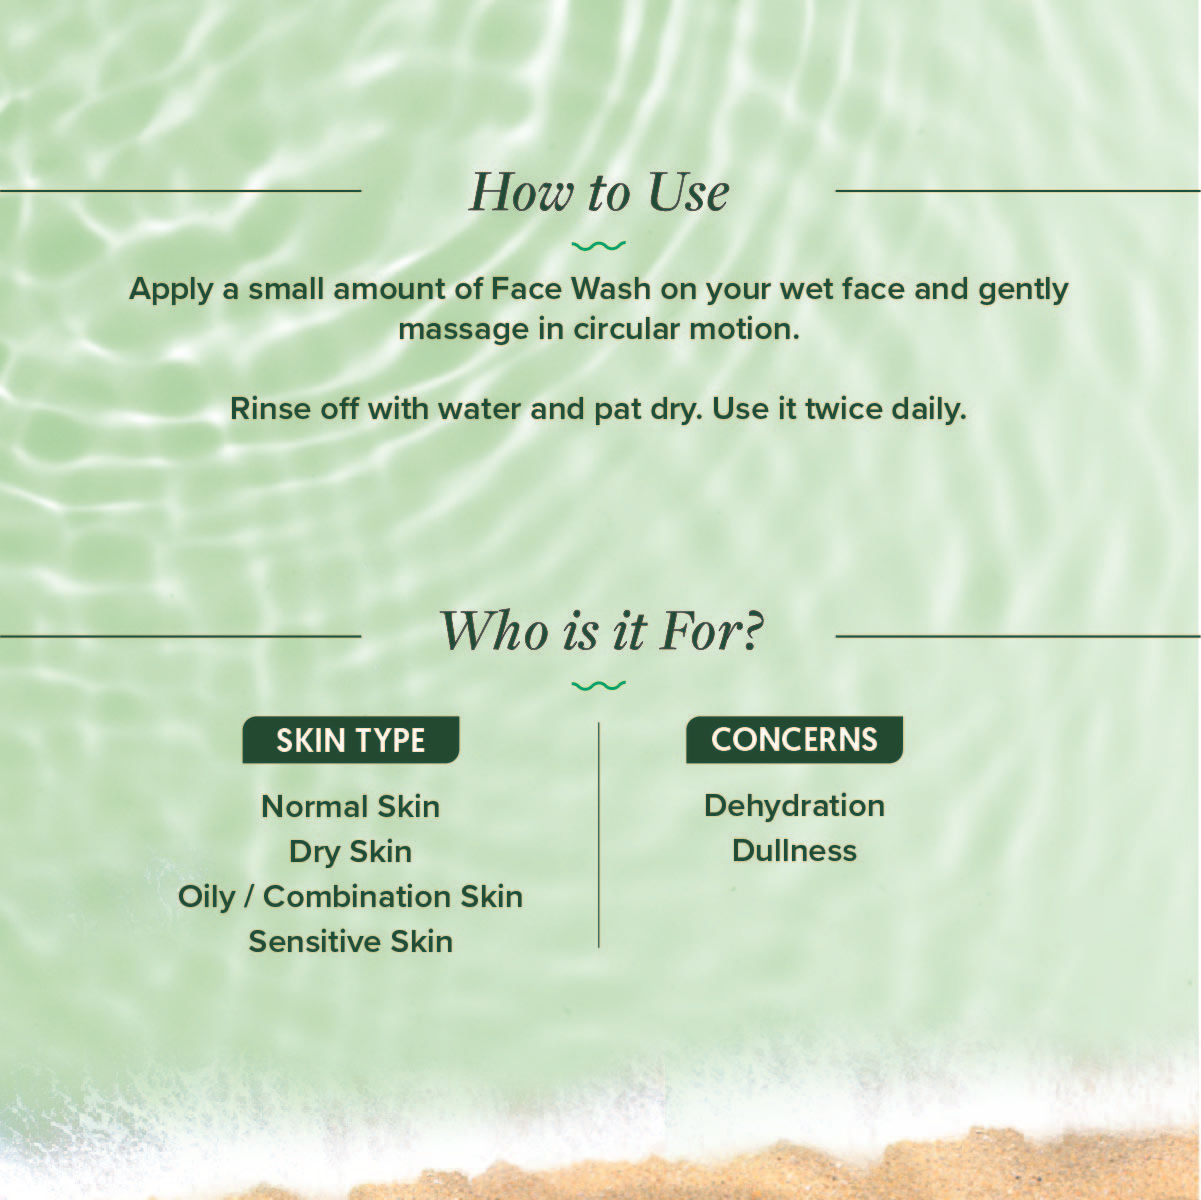 How to Use
Apply a small amount of Face Wash on your wet face and gently
massage in circular motion.
Rinse off with water and pat dry. Use it twice daily.
Who is it For?
SKIN TYPE
Normal Skin
Dry Skin
Oily / Combination Skin
Sensitive Skin
CONCERNS
Dehydration
Dullness